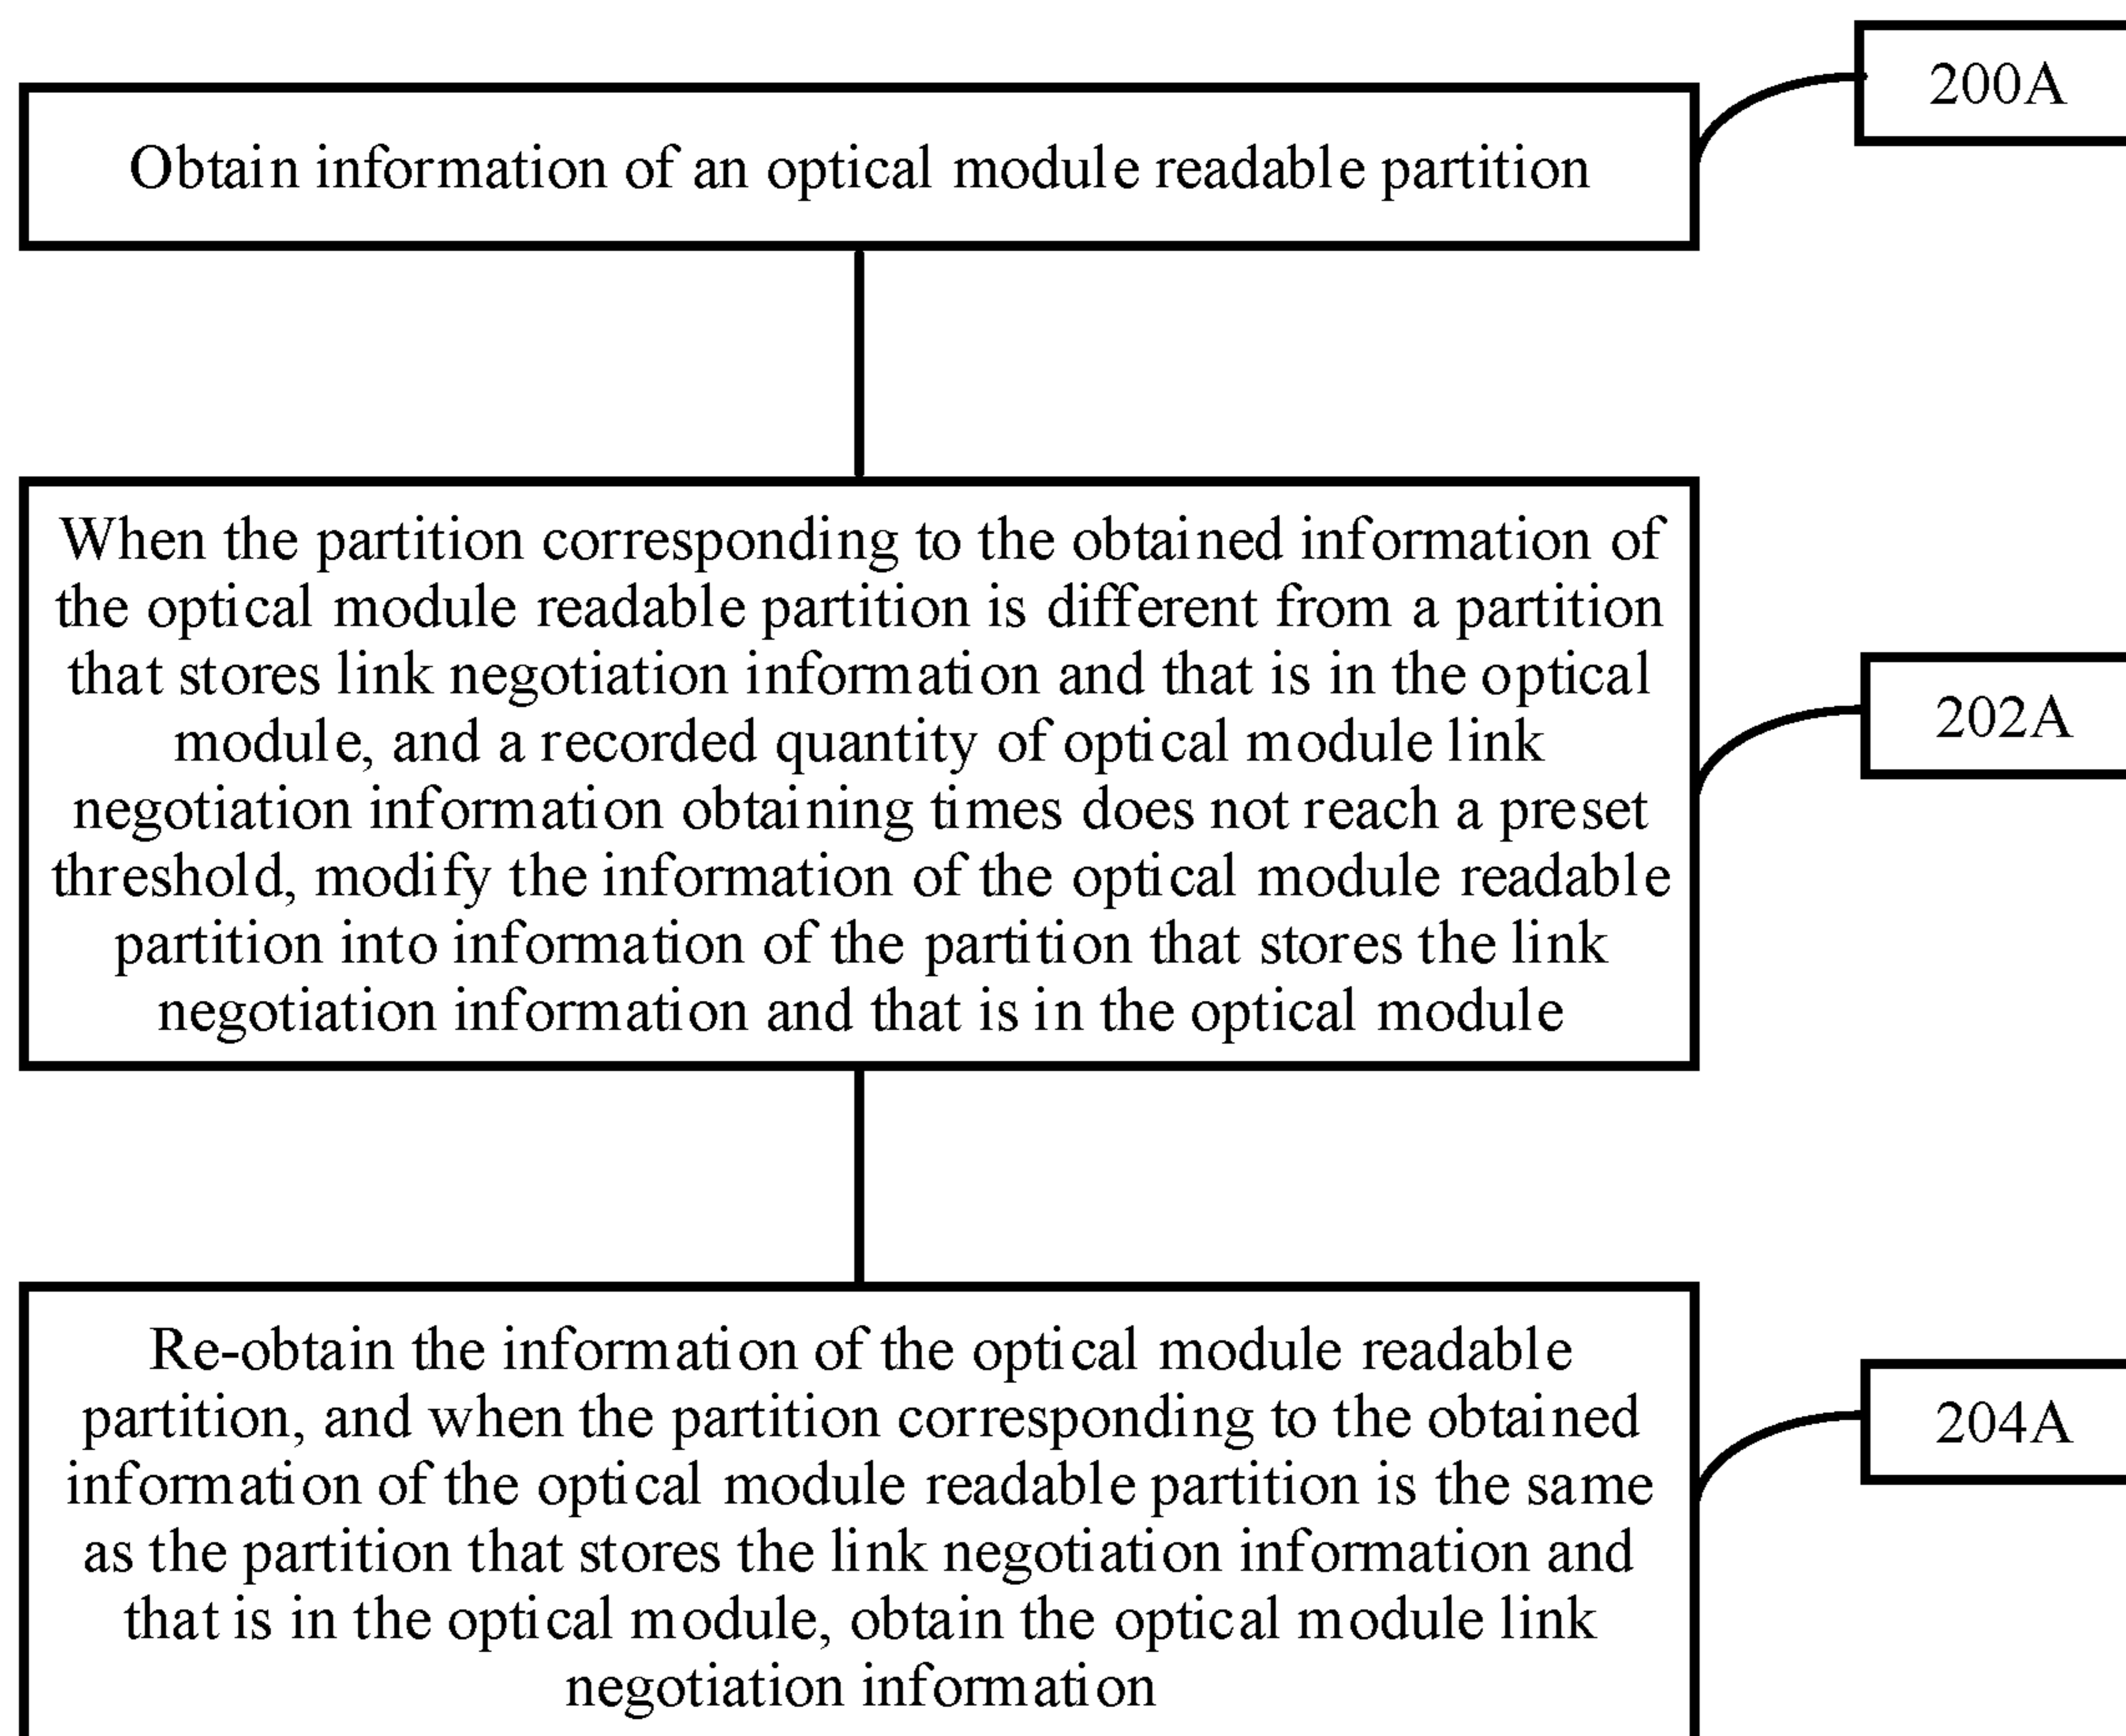 200A
Obtain information of an optical module readable partition
When the partition corresponding to the obtained information of
the optical module readable partition is different from a partition
that stores link negotiation information and that is in the optical
module, and a recorded quantity of optical module link
negotiation information obtaining times does not reach a preset
threshold, modify the information of the optical module readable
partition into information of the partition that stores the link
negotiation information and that is in the optical module
202A
Re-obtain the information of the optical module readable
partition, and when the partition corresponding to the obtained
information of the optical module readable partition is the same
as the partition that stores the link negotiation information and
that is in the optical module, obtain the optical module link
negotiation information
204A